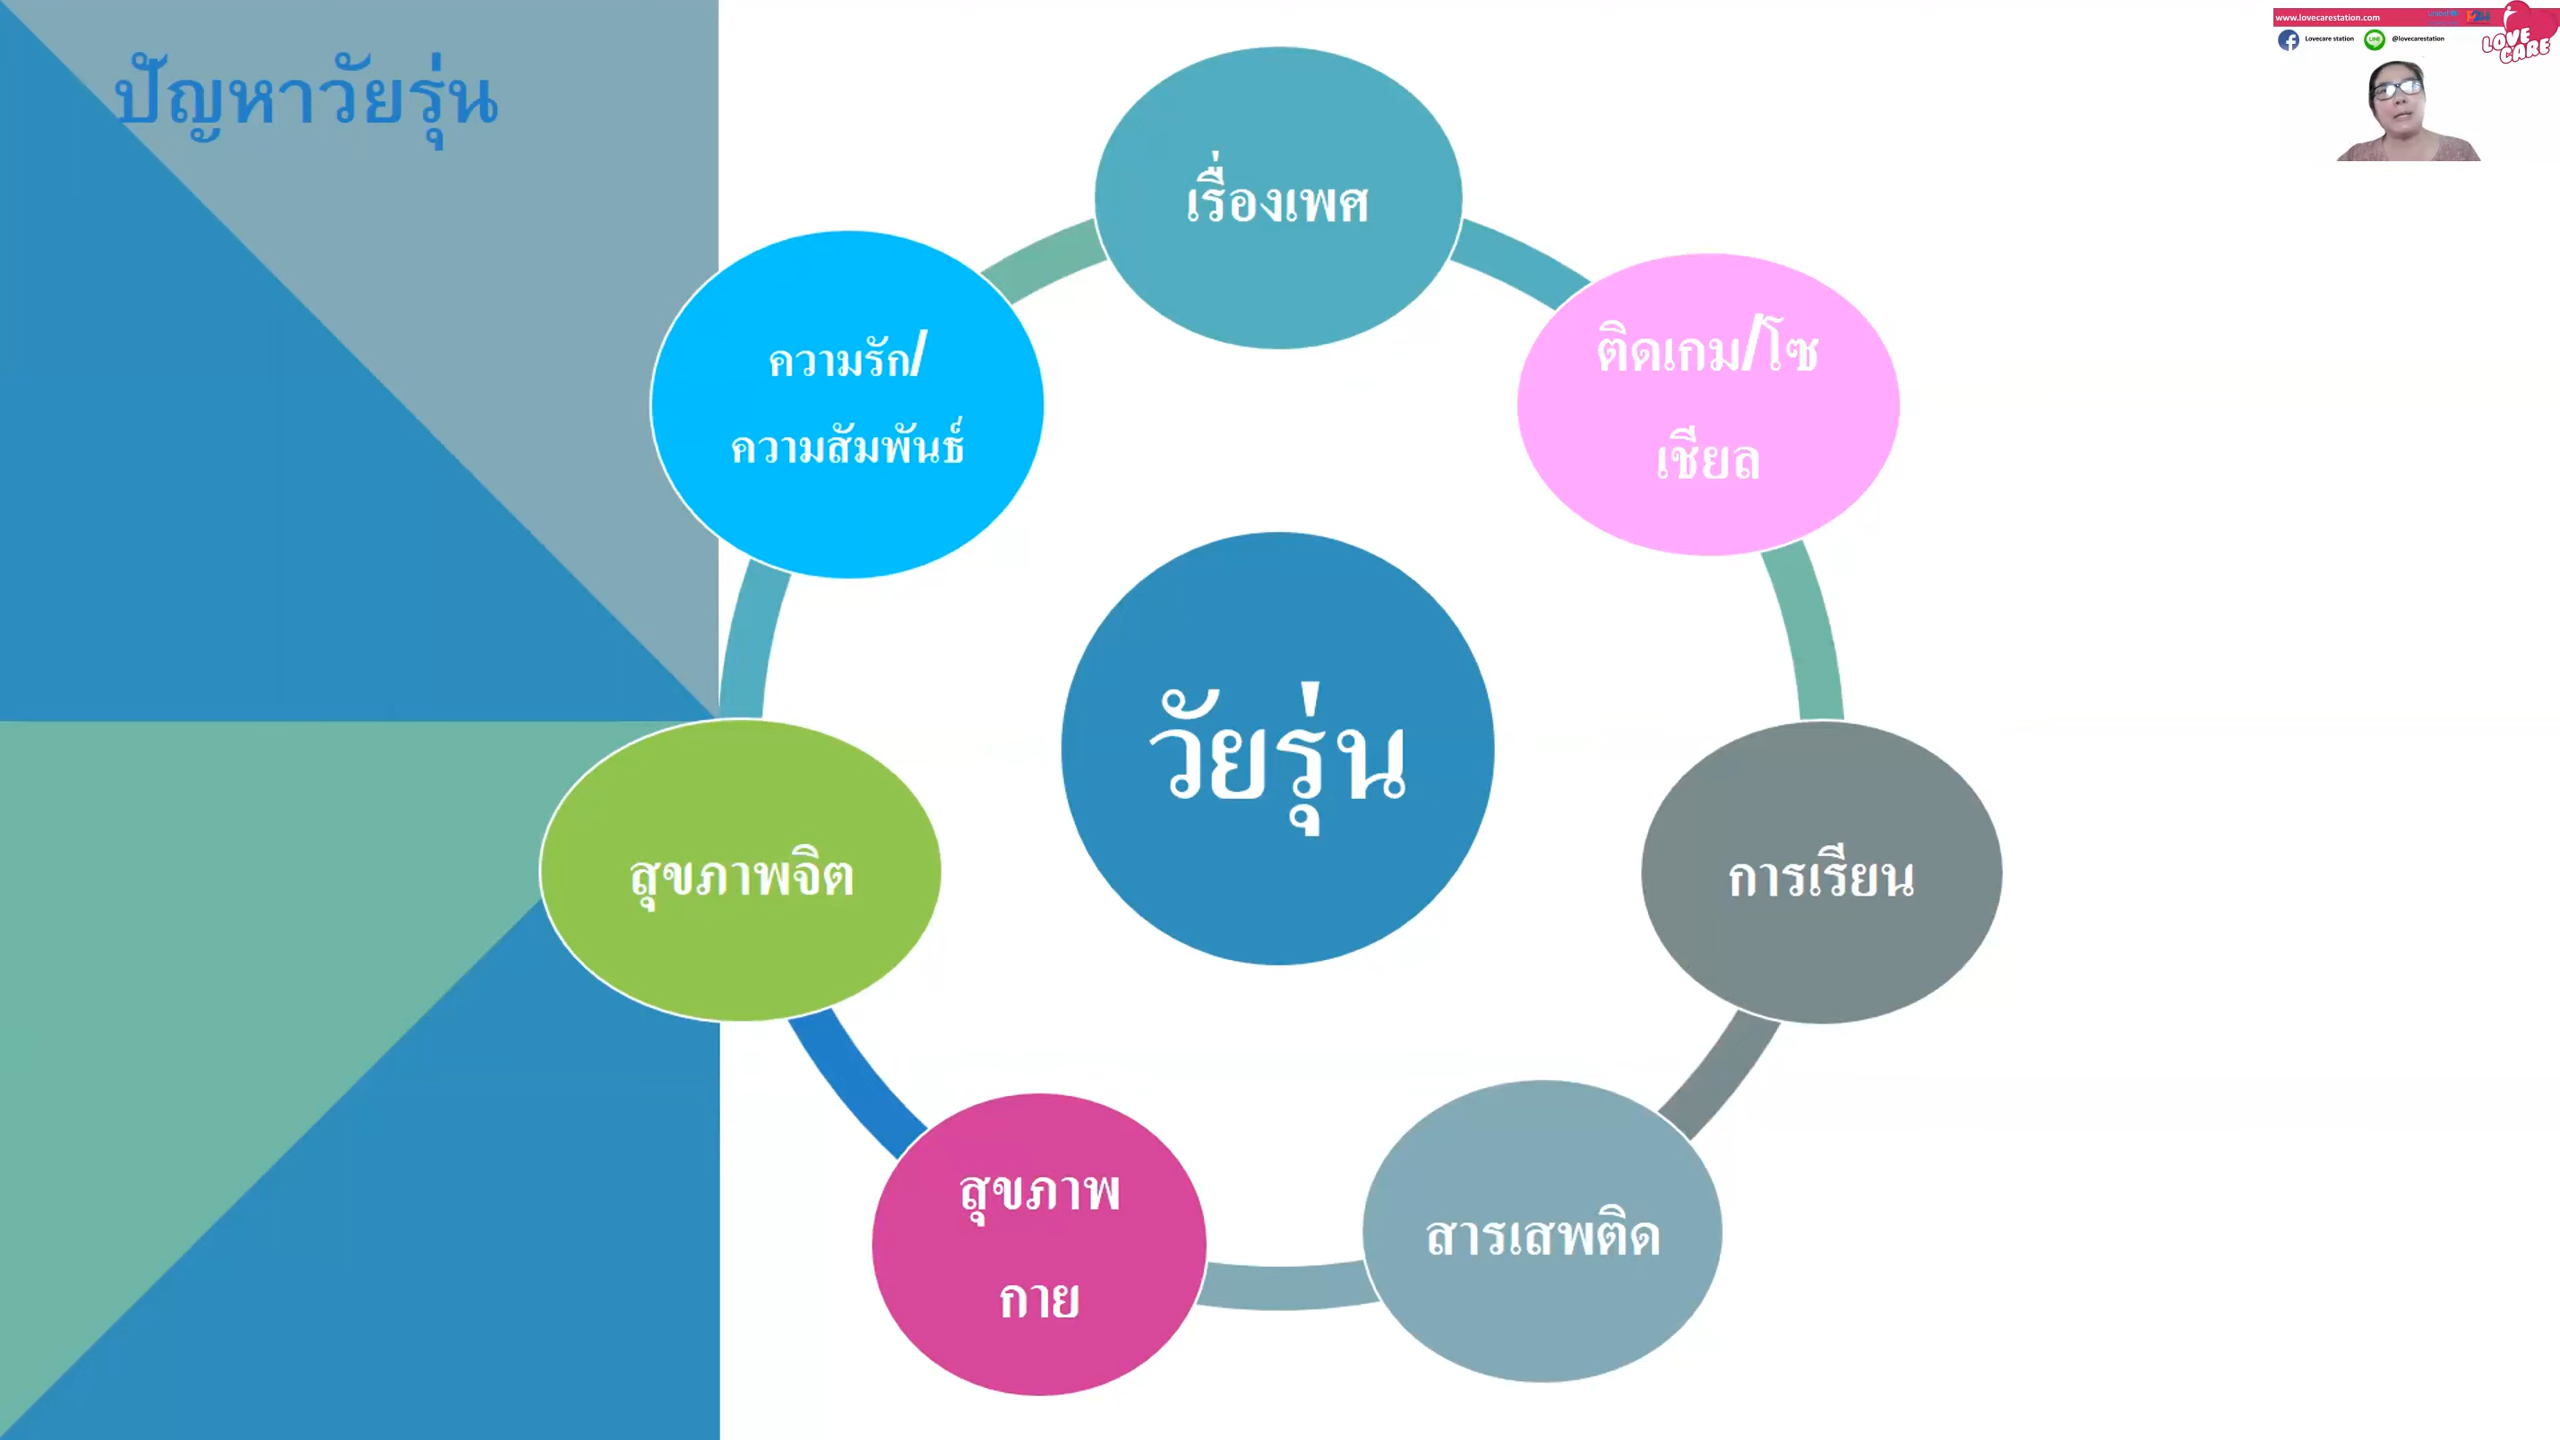 ปัญหาวัยรุ่น
www.lovecarestation.com
Lovecare station
@lovecarestation
LOVE
CARE
เรื่องเพศ
ความรัก/
ความสัมพันธ์
ติดเกม/โซ
เชียล
วัยรุ่น
สุขภาพจิต
การเรียน
สุขภาพ
กาย
สารเสพติด